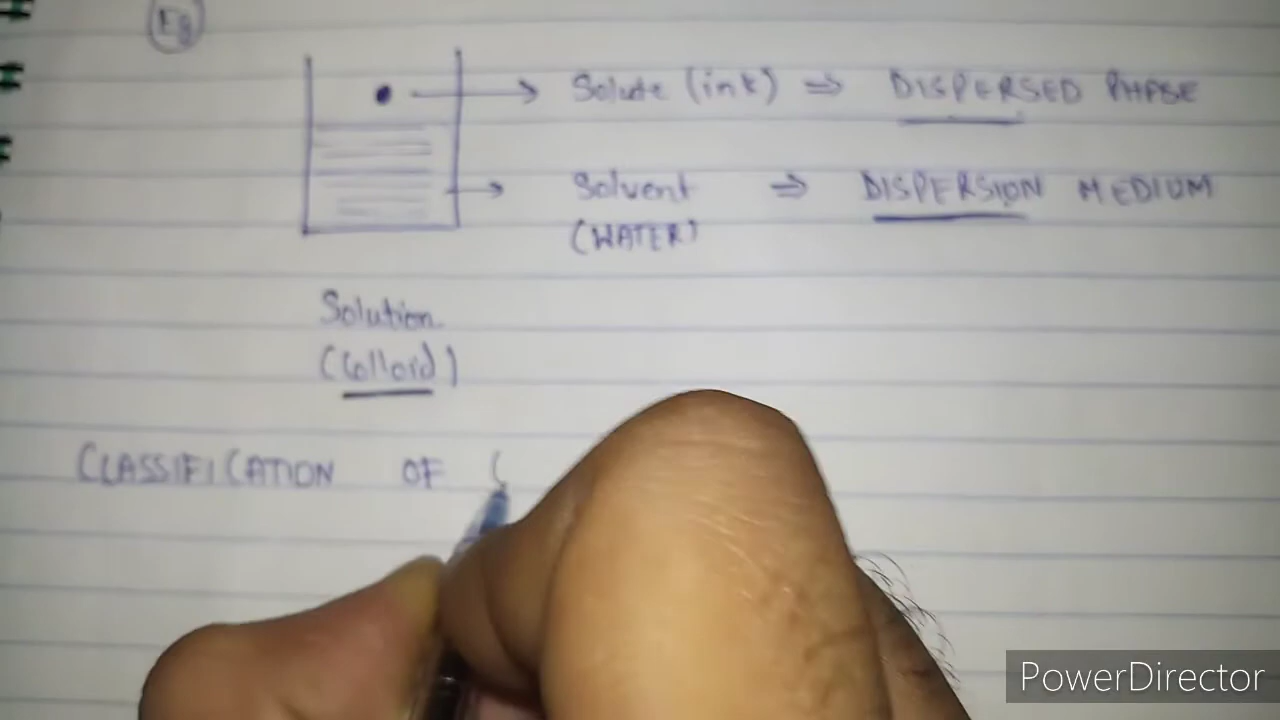 Eg
Solute (ink) ⇒ DISPERSED PHASE
Solvent ⇒ DISPERSION MEDIUM
(WATER)
Solution
(Colloid)
CLASSIFICATION OF C
PowerDirector